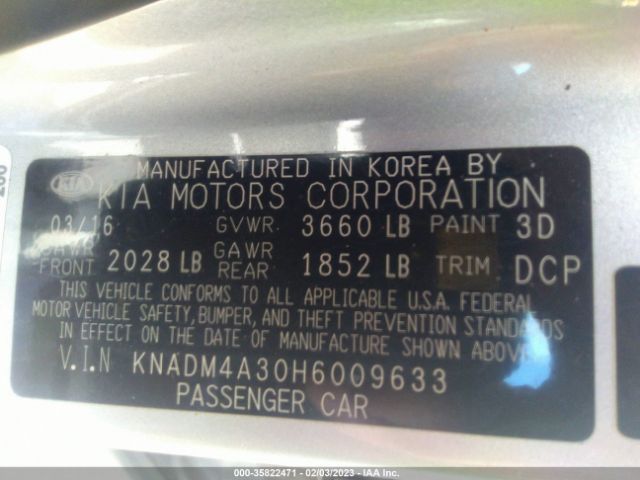 MANUFACTURED IN KOREA BY
KIA KIA MOTORS CORPORATION
03/16 GVWR 3660 LB PAINT 3D
GAWR FRONT 2028 LB GAWR REAR 1852 LB TRIM DCP
THIS VEHICLE CONFORMS TO ALL APPLICABLE U.S.A. FEDERAL
MOTOR VEHICLE SAFETY, BUMPER, AND THEFT PREVENTION STANDARDS
IN EFFECT ON THE DATE OF MANUFACTURE SHOWN ABOVE
V.I.N KNADM4A30H6009633
PASSENGER CAR
000-35822471 - 02/03/2023 - IAA Inc.